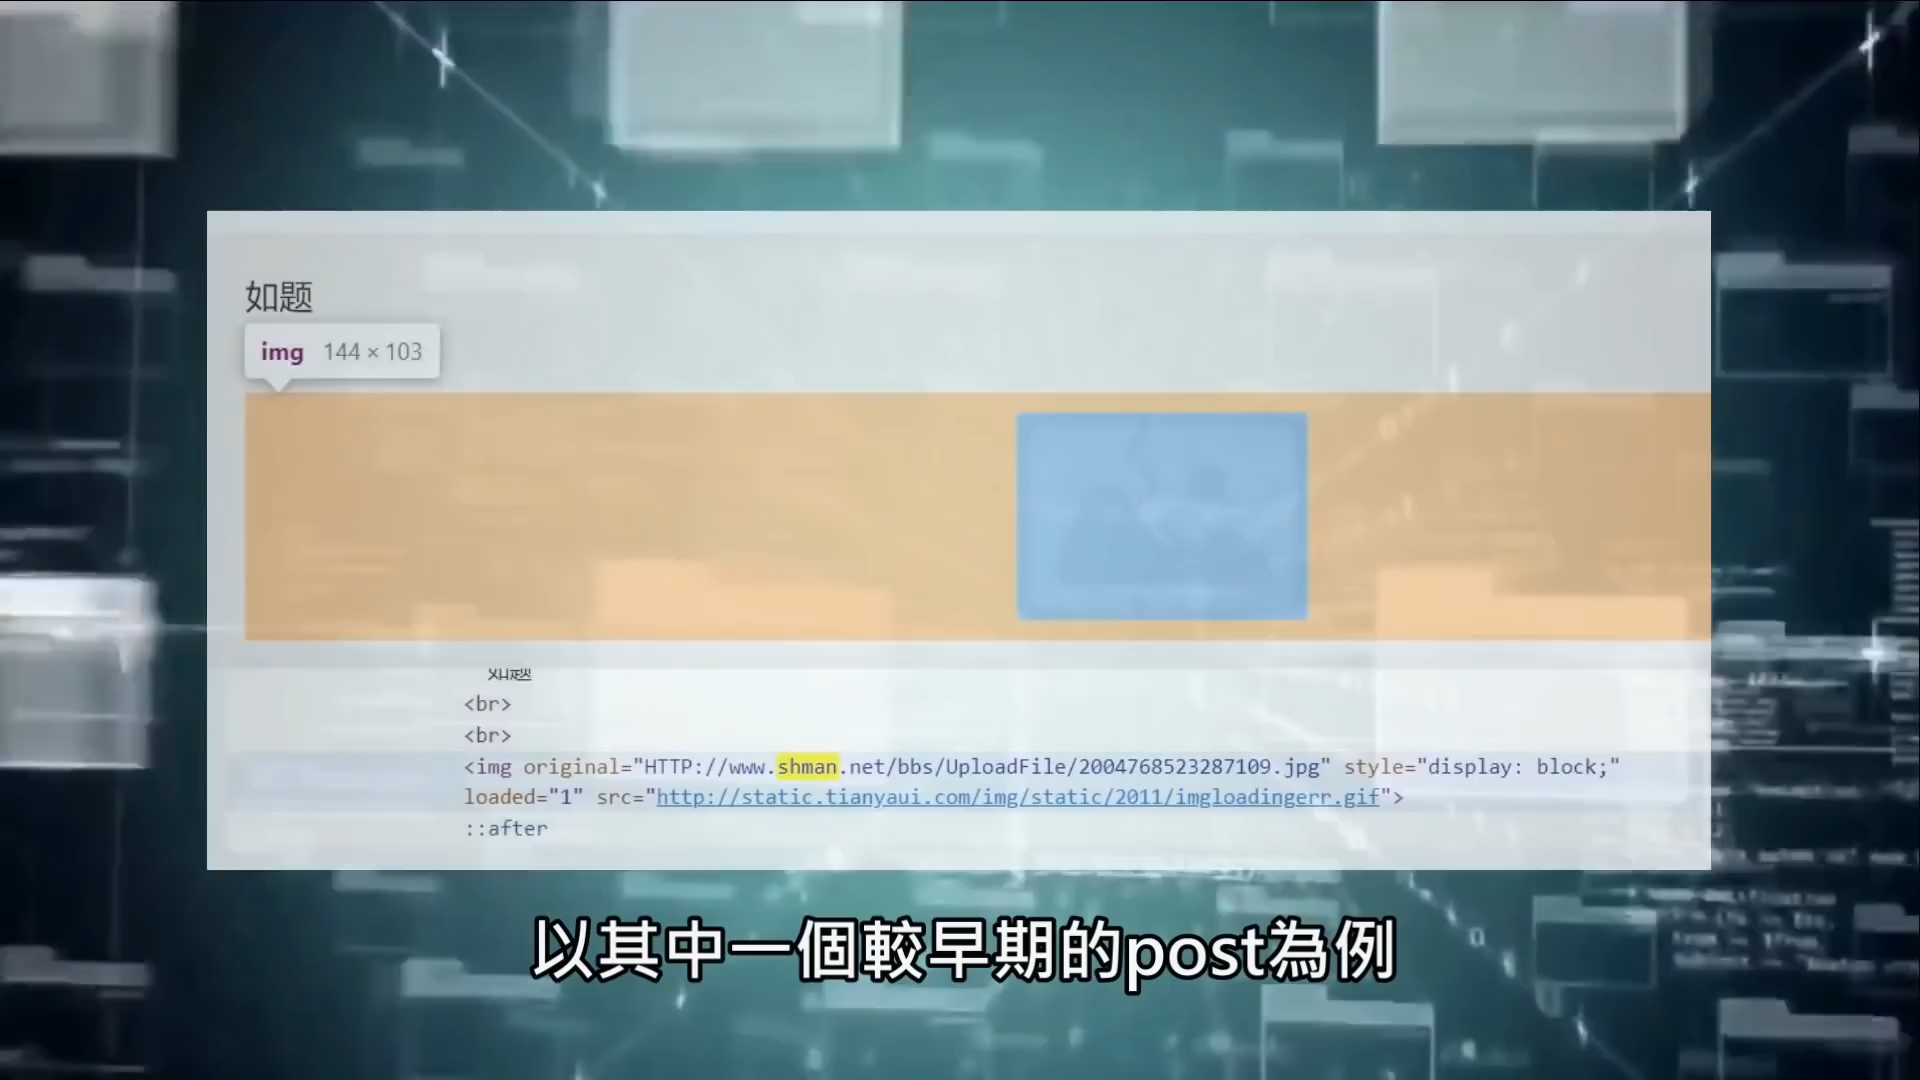 如题
img 144 × 103
如题
<br>
<br>
<img original="HTTP://www.shman.net/bbs/UploadFile/2004768523287109.jpg" style="display: block;"
loaded="1" src="http://static.tianyaui.com/img/static/2011/imgloadingerr.gif">
::after
以其中一個較早期的post為例